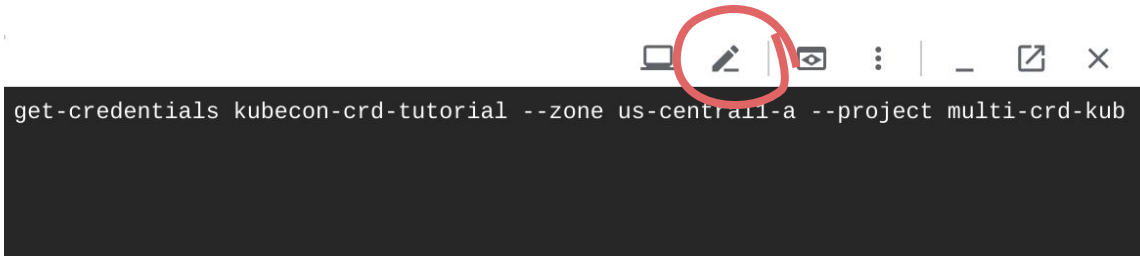 get-credentials kubecon-crd-tutorial --zone us-central1-a --project multi-crd-kub